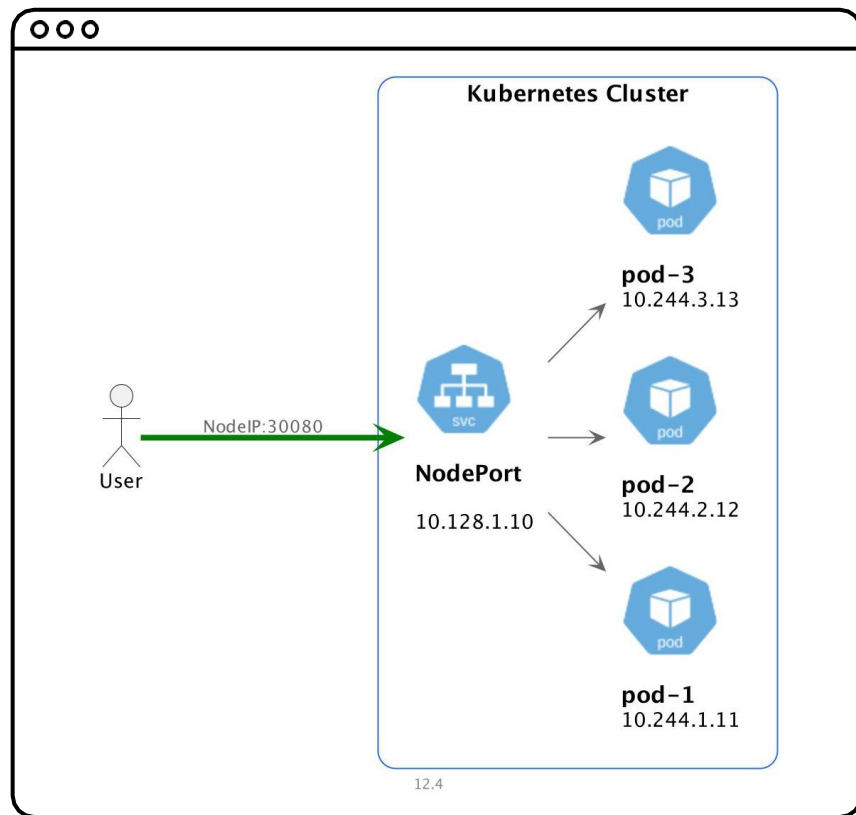 Kubernetes Cluster
pod
pod-3
10.244.3.13
svc
NodePort
10.128.1.10
NodeIP:30080
User
pod
pod-2
10.244.2.12
pod
pod-1
10.244.1.11
12.4